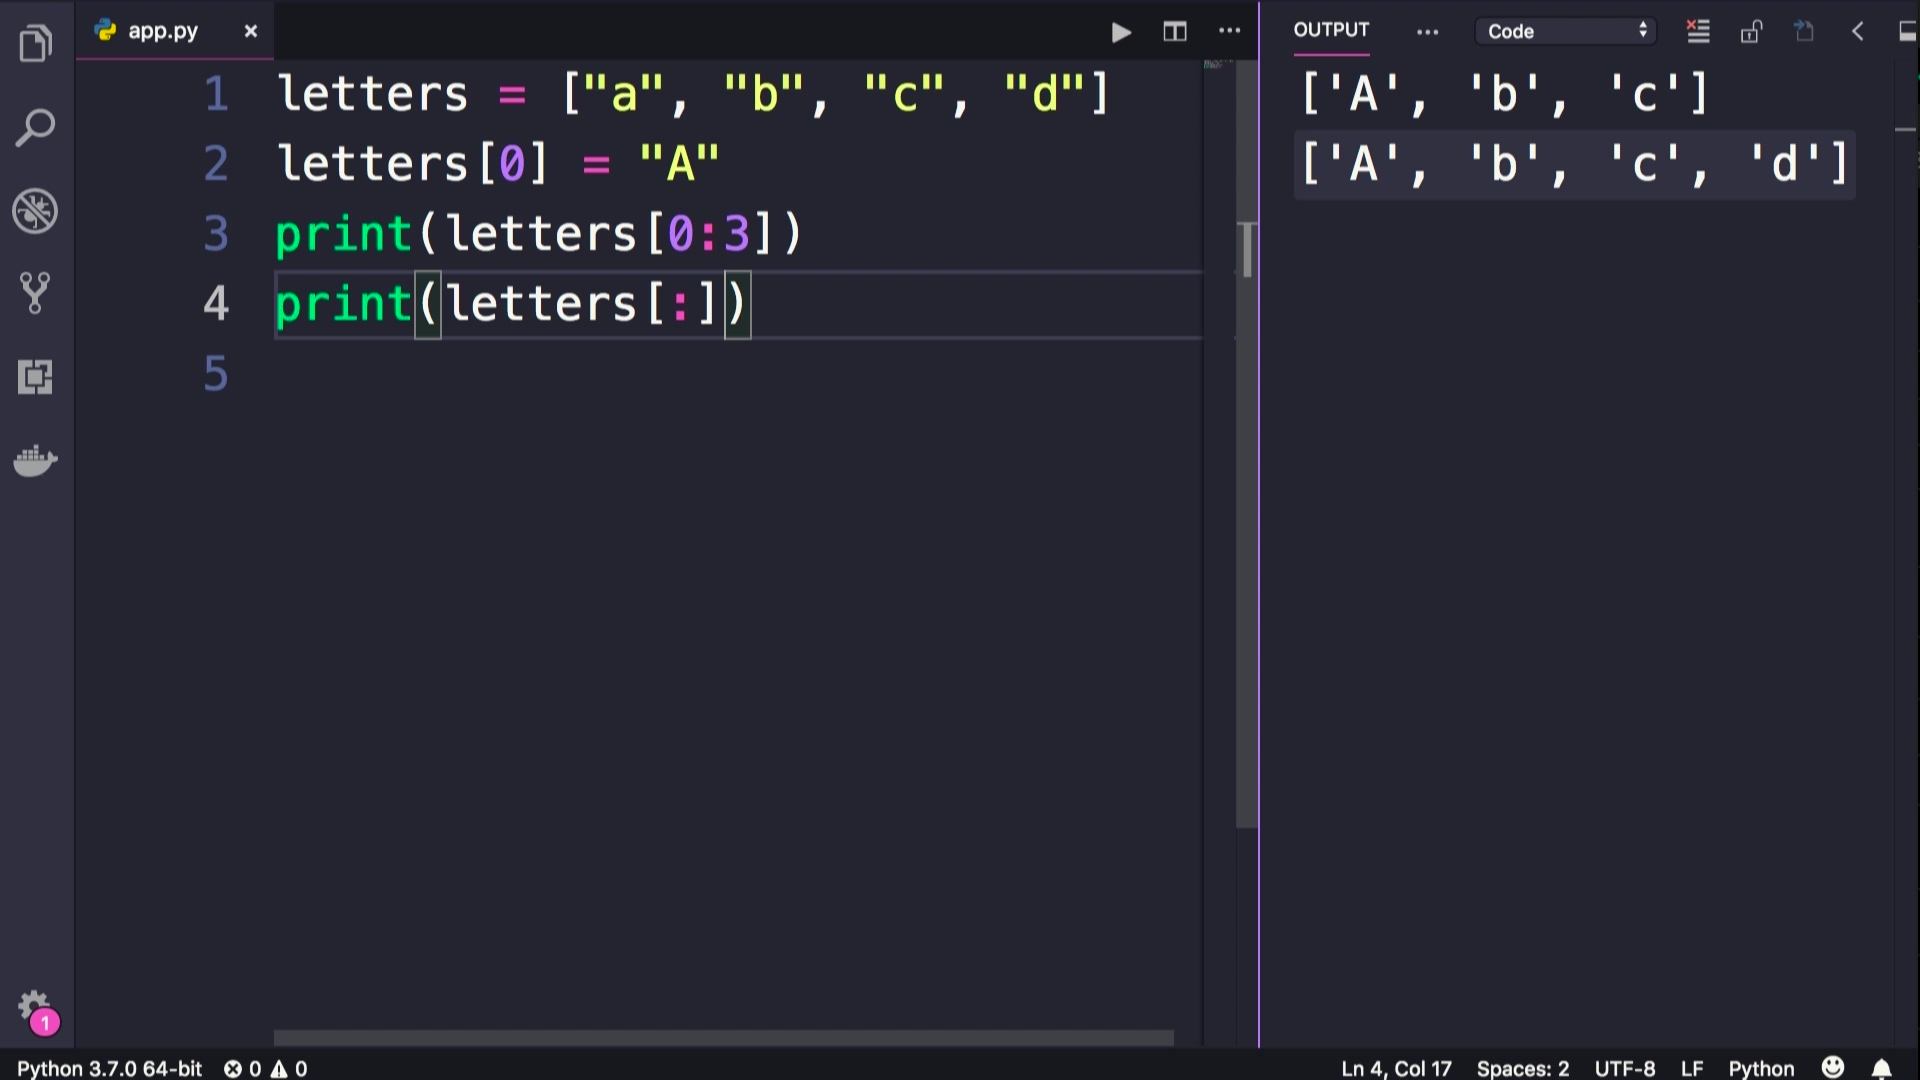 app.py
OUTPUT
Code
1 letters = ["a", "b", "c", "d"]
2 letters[0] = "A"
3 print(letters[0:3])
4 print(letters[:])
5
['A', 'b', 'c']
['A', 'b', 'c', 'd']
1
Python 3.7.0 64-bit 0 0 Ln 4, Col 17 Spaces: 2 UTF-8 LF Python